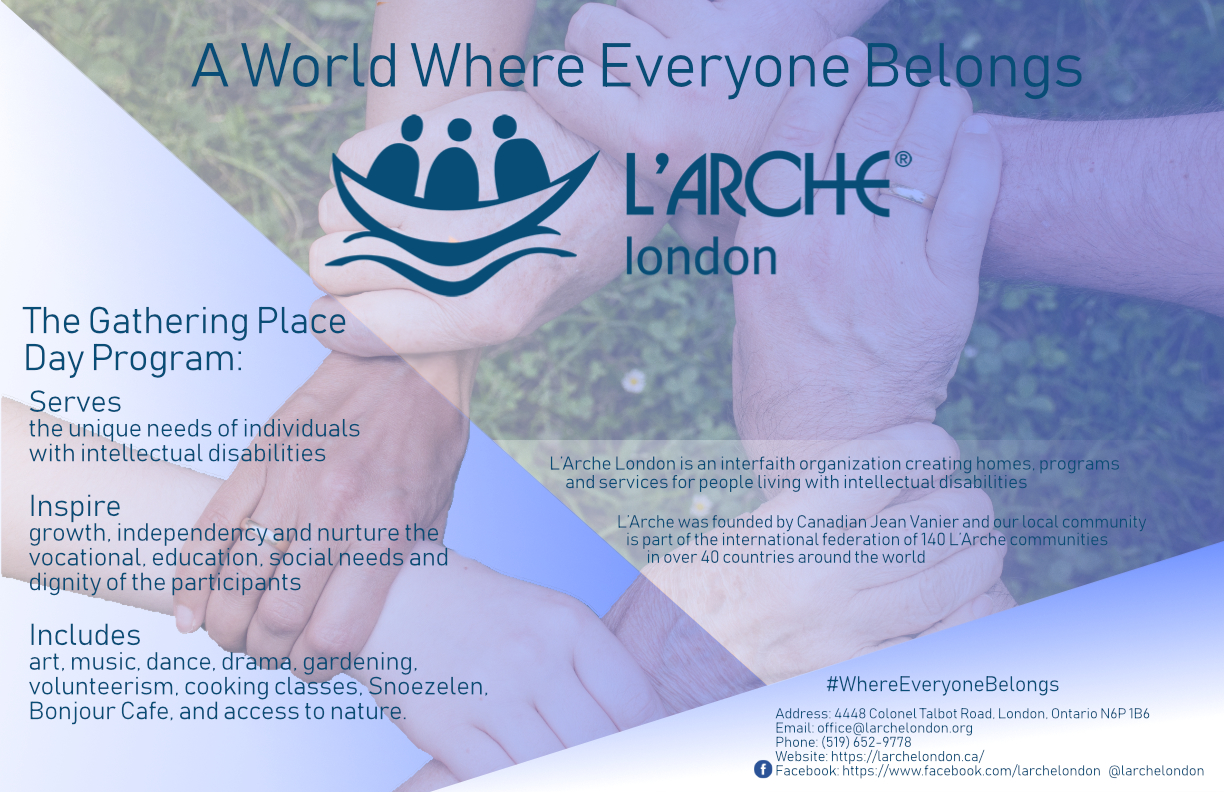 A World Where Everyone Belongs
L'ARCHE®
london
The Gathering Place
Day Program:
Serves
the unique needs of individuals
with intellectual disabilities
Inspire
growth, independency and nurture the
vocational, education, social needs and
dignity of the participants
Includes
art, music, dance, drama, gardening,
volunteerism, cooking classes, Snoezelen,
Bonjour Cafe, and access to nature.
L'Arche London is an interfaith organization creating homes, programs
and services for people living with intellectual disabilities
L'Arche was founded by Canadian Jean Vanier and our local community
is part of the international federation of 140 L'Arche communities
in over 40 countries around the world
#WhereEveryoneBelongs
Address: 4448 Colonel Talbot Road, London, Ontario N6P 1B6
Email: office@larchelondon.org
Phone: (519) 652-9778
Website: https://larchelondon.ca/
f Facebook: https://www.facebook.com/larchelondon @larchelondon